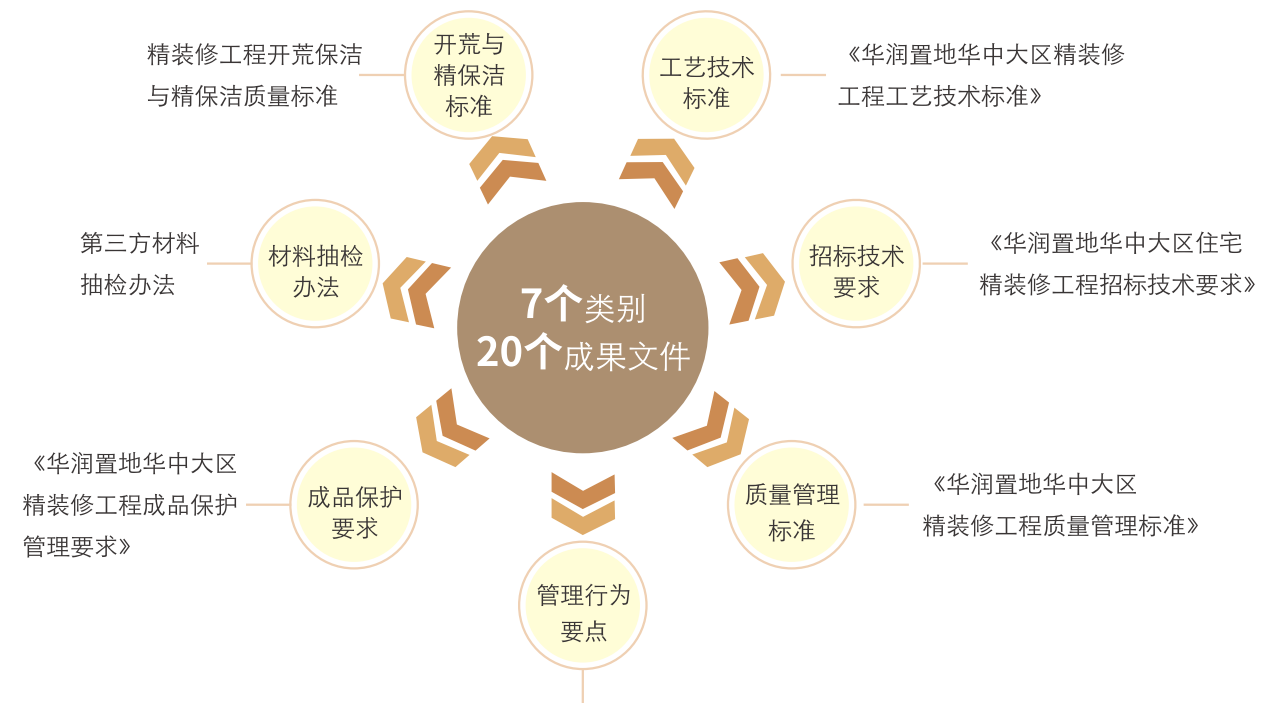 精装修工程开荒保洁
与精保洁质量标准
开荒与
精保洁
标准
工艺技术
标准
《华润置地华中大区精装修
工程工艺技术标准》
第三方材料
抽检办法
材料抽检
办法
招标技术
要求
《华润置地华中大区住宅
精装修工程招标技术要求》
7个类别
20个成果文件
《华润置地华中大区
精装修工程成品保护
管理要求》
成品保护
要求
质量管理
标准
《华润置地华中大区
精装修工程质量管理标准》
管理行为
要点